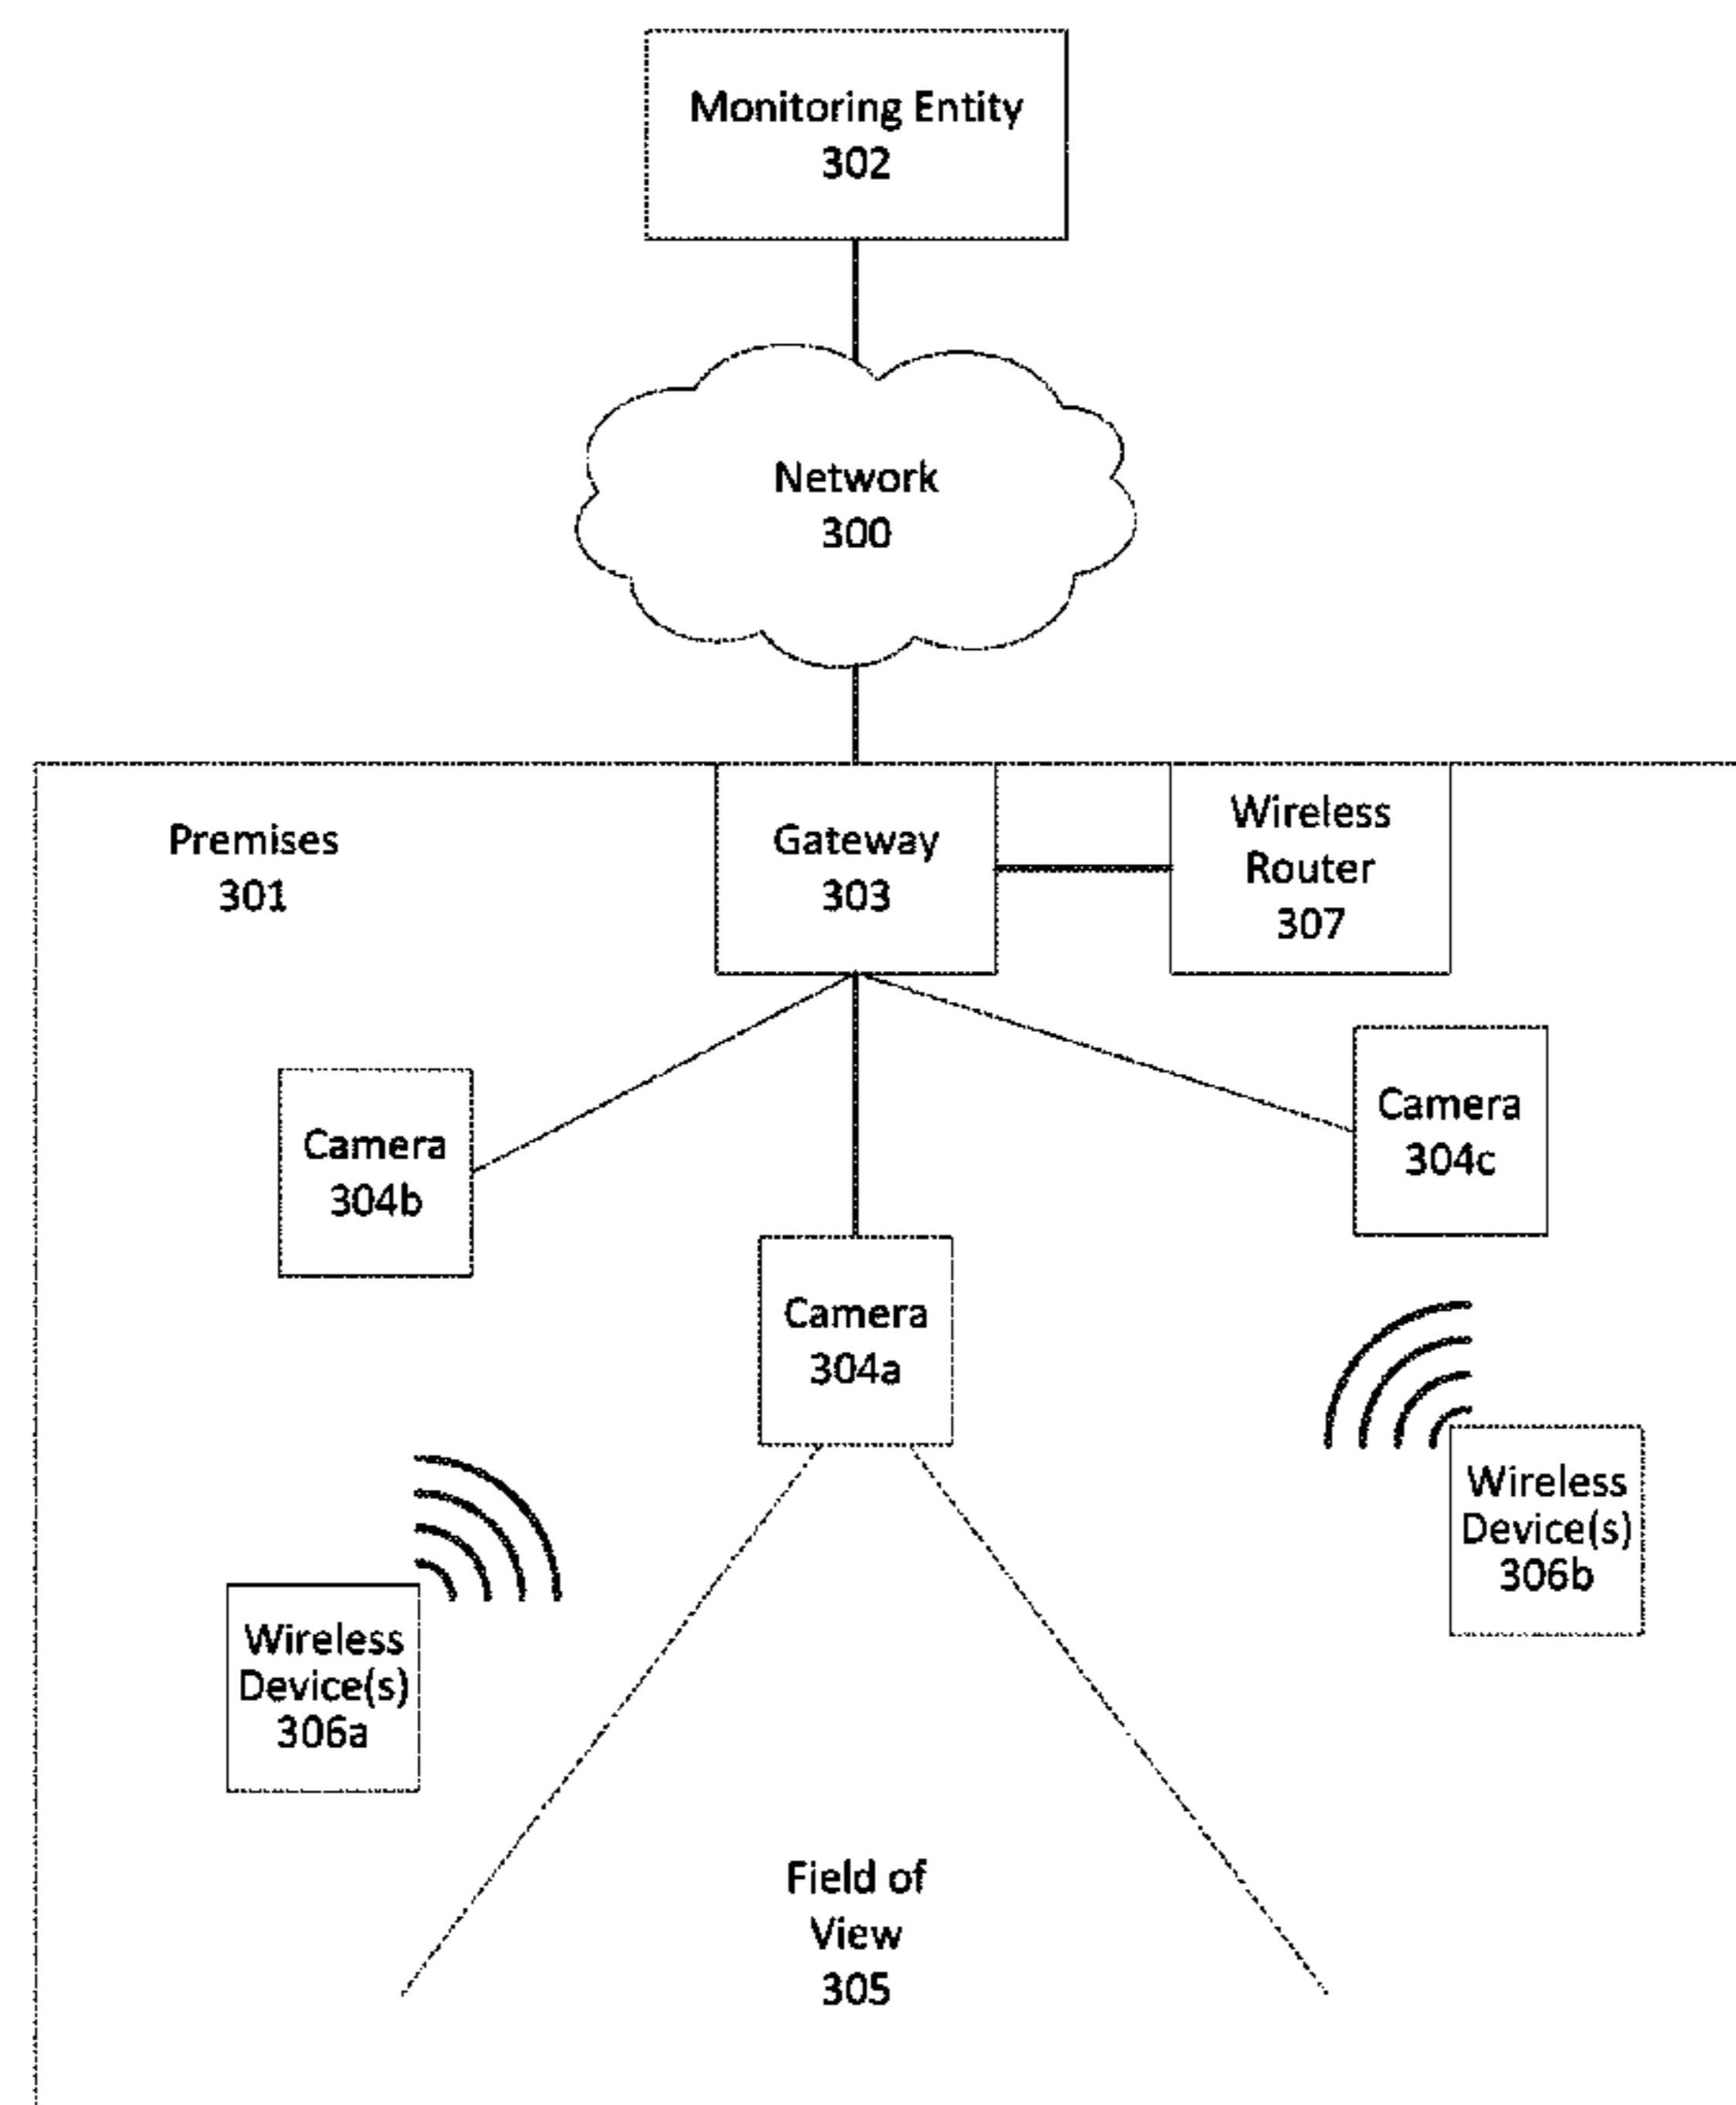 Monitoring Entity
302
Network
300
Premises
301
Gateway
303
Wireless
Router
307
Camera
304b
Camera
304c
Camera
304a
Wireless
Device(s)
306b
Wireless
Device(s)
306a
Field of
View
305